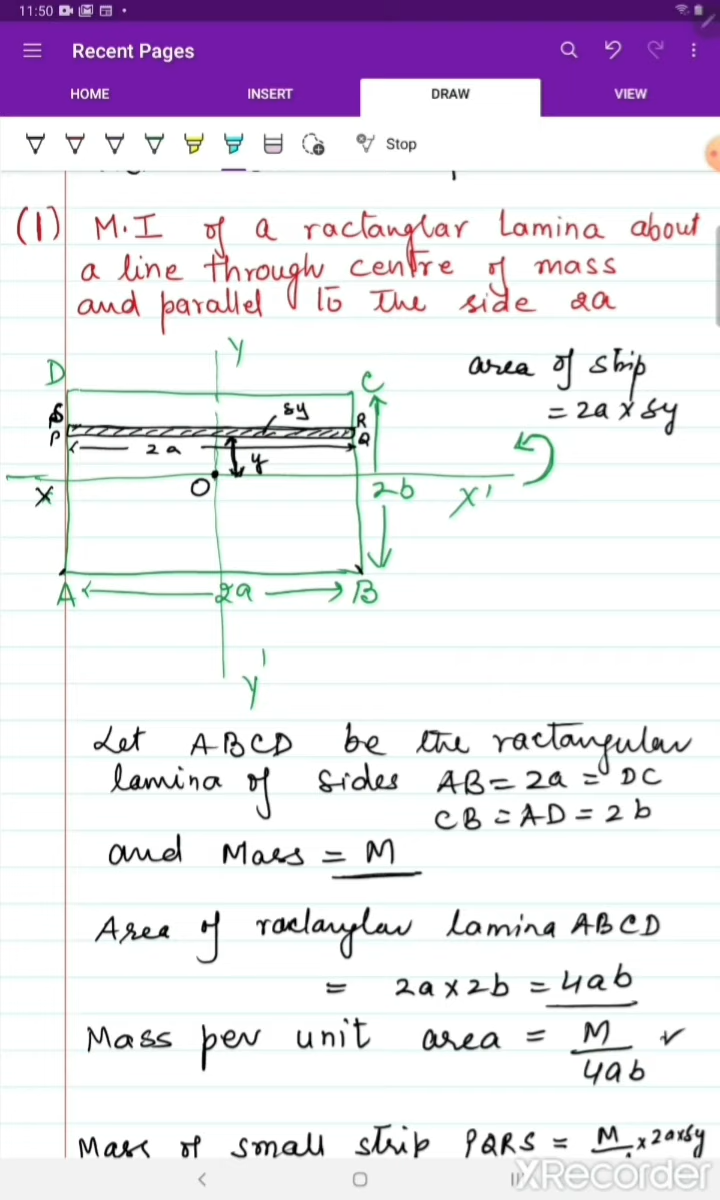 11:50
Recent Pages
HOME INSERT DRAW VIEW
Stop
(1) M.I of a ractanglar lamina about
a line through centre of mass
and parallel to the side 2a
Y
D
C
area of strip
= 2a x δy
S
P
δy
R
Q
2a
y
O
X
2b
X'
A
2a
B
Y'
Let ABCD be the ractangular
lamina of sides AB = 2a = DC
CB = AD = 2b
and Mass = M
Area of ractanglar lamina ABCD
= 2a x 2b = 4ab
Mass per unit area = M
4ab
Mass of small strip PQRS = M x 2axδy
XRecorder